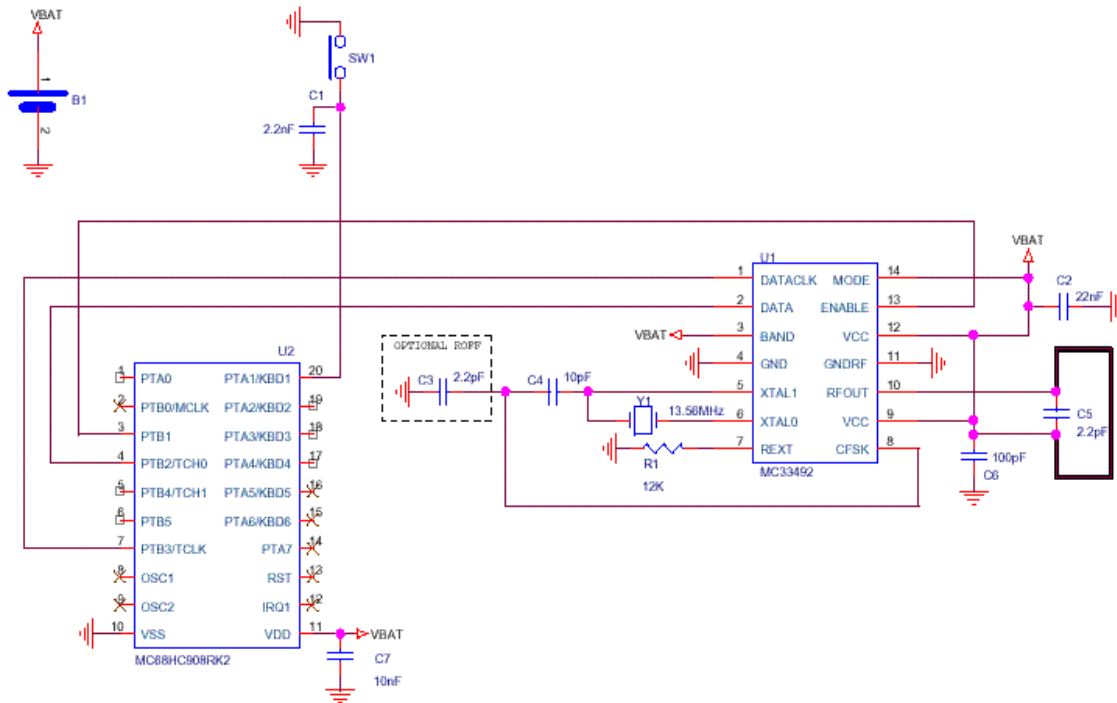 VBAT
1
B1
2
SW1
C1
2.2nF
VBAT
U1
C2
22nF
1 DATACLK MODE 14
2 DATA ENABLE 13
VBAT 3 BAND VCC 12
4 GND GNDRF 11
5 XTAL1 RFOUT 10
6 XTAL0 VCC 9
7 REXT CFSK 8
MC33492
OPTIONAL ROFF
C3 2.2pF
C4 10pF
Y1
13.56MHz
R1
12K
C5
2.2pF
100pF
C6
U2
1 PTA0 PTA1/KBD1 20
2 PTB0/MCLK PTA2/KBD2 19
3 PTB1 PTA3/KBD3 18
4 PTB2/TCH0 PTA4/KBD4 17
5 PTB4/TCH1 PTA5/KBD5 16
6 PTB5 PTA6/KBD6 15
7 PTB3/TCLK PTA7 14
8 OSC1 RST 13
9 OSC2 IRQ1 12
10 VSS VDD 11
MC68HC908RK2
VBAT
C7
10nF